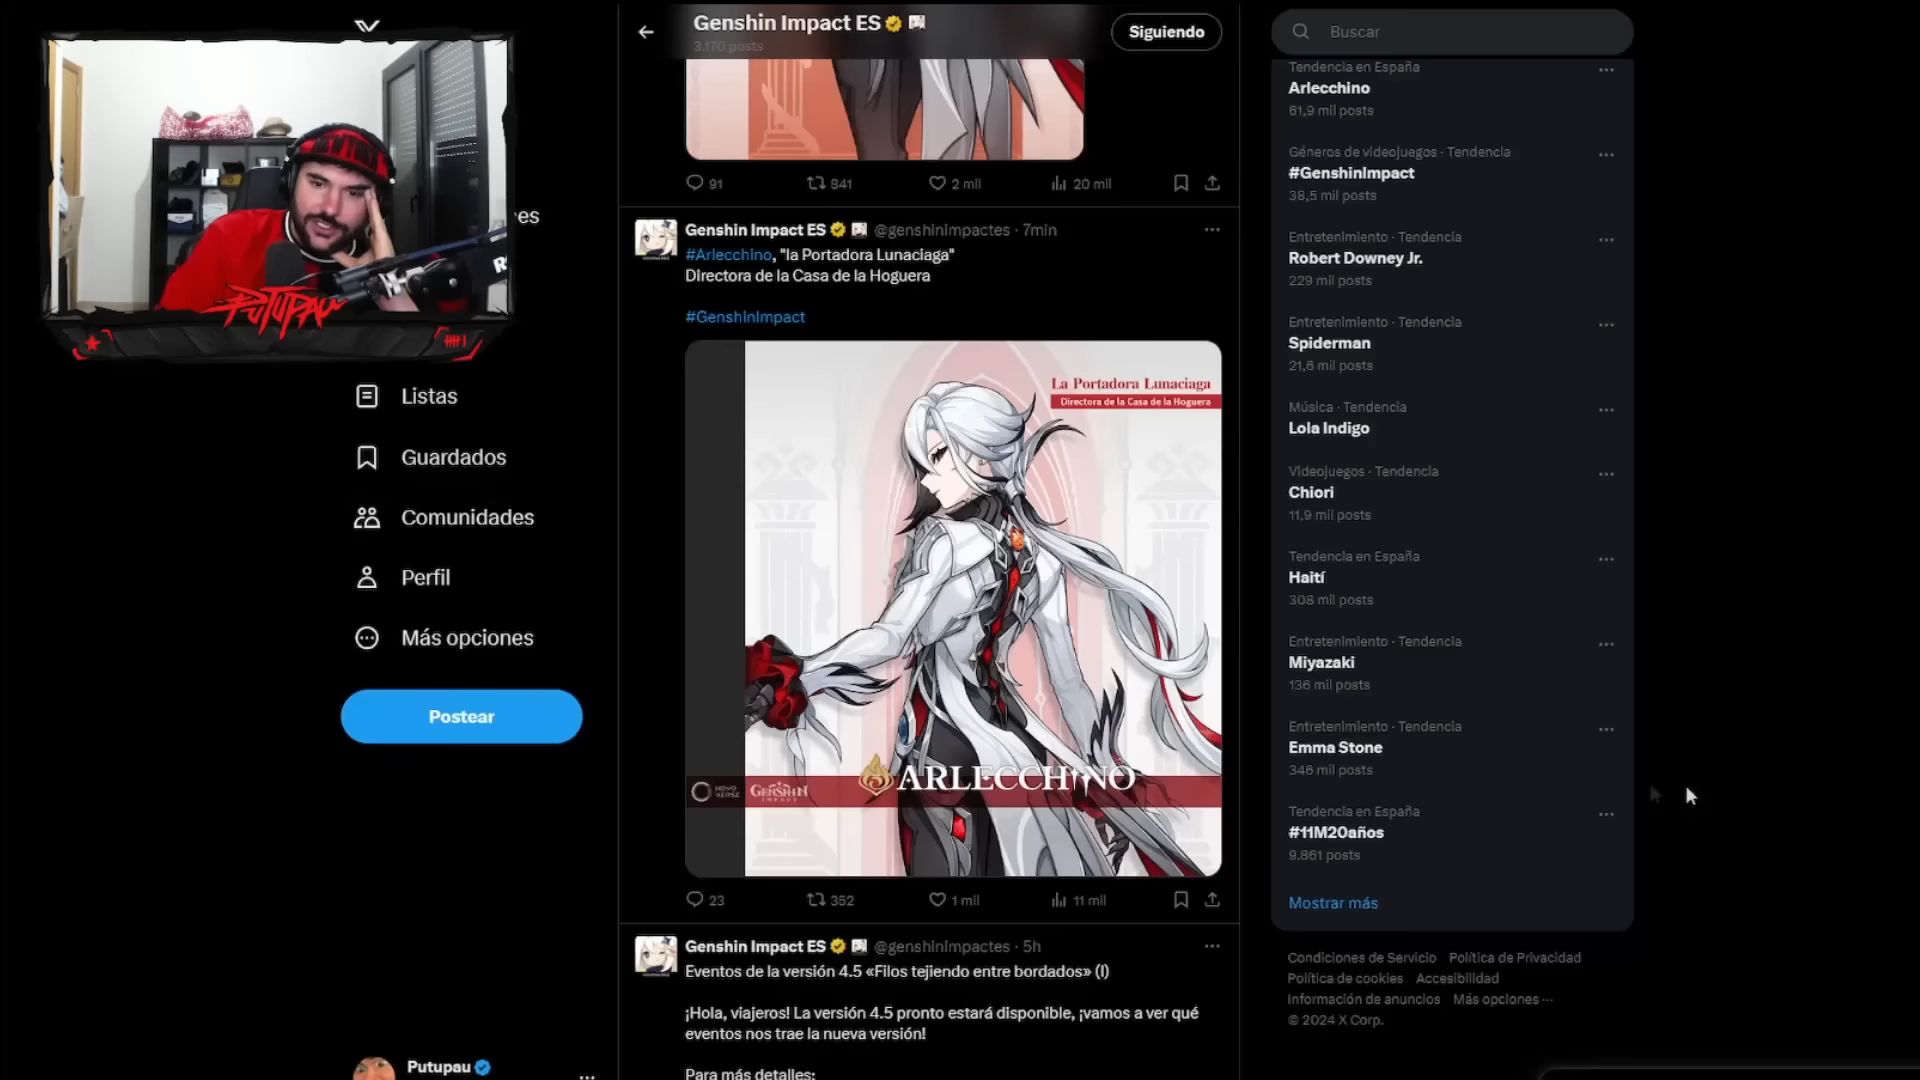 Genshin Impact ES
3.170 posts
Siguiendo
Buscar
PUTUPAU
es
Listas
Guardados
Comunidades
Perfil
Más opciones
Postear
Putupau
91
841
2 mil
20 mil
Genshin Impact ES @genshinimpactes · 7min
#Arlecchino, "la Portadora Lunaciaga"
Directora de la Casa de la Hoguera
#GenshinImpact
La Portadora Lunaciaga
Directora de la Casa de la Hoguera
HOYO VERSE
GENSHIN IMPACT
ARLECCHINO
23
352
1 mil
11 mil
Genshin Impact ES @genshinimpactes · 5h
Eventos de la versión 4.5 «Filos tejiendo entre bordados» (I)
¡Hola, viajeros! La versión 4.5 pronto estará disponible, ¡vamos a ver qué
eventos nos trae la nueva versión!
Para más detalles:
Tendencia en España
Arlecchino
61,9 mil posts
Géneros de videojuegos · Tendencia
#GenshinImpact
38,5 mil posts
Entretenimiento · Tendencia
Robert Downey Jr.
229 mil posts
Entretenimiento · Tendencia
Spiderman
21,6 mil posts
Música · Tendencia
Lola Indigo
Videojuegos · Tendencia
Chiori
11,9 mil posts
Tendencia en España
Haití
308 mil posts
Entretenimiento · Tendencia
Miyazaki
136 mil posts
Entretenimiento · Tendencia
Emma Stone
346 mil posts
Tendencia en España
#11M20años
9.861 posts
Mostrar más
Condiciones de Servicio Política de Privacidad
Política de cookies Accesibilidad
Información de anuncios Más opciones ···
© 2024 X Corp.